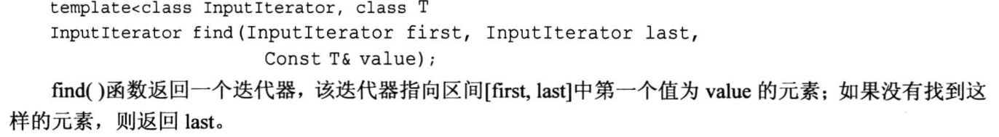 template<class InputIterator, class T
InputIterator find(InputIterator first, InputIterator last,
Const T& value);
find( )函数返回一个迭代器，该迭代器指向区间[first, last]中第一个值为 value 的元素；如果没有找到这
样的元素，则返回 last。